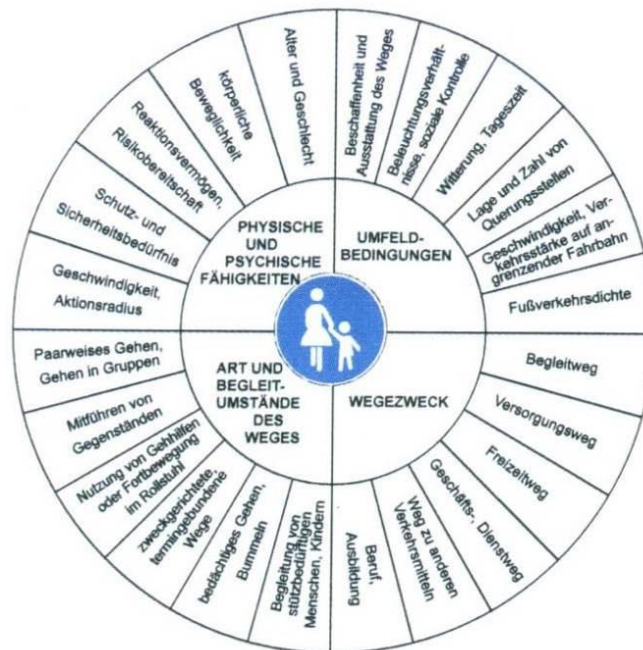 PHYSISCHE
UND
PSYCHISCHE
FÄHIGKEITEN
Geschwindigkeit,
Aktionsradius
Schutz- und
Sicherheitsbedürfnis
Reaktionsvermögen,
Risikobereitschaft
körperliche
Beweglichkeit
Alter und Geschlecht
UMFELD-
BEDINGUNGEN
Beschaffenheit und
Ausstattung des Weges
Beleuchtungsverhält-
nisse, soziale Kontrolle
Witterung, Tageszeit
Lage und Zahl von
Querungsstellen
Geschwindigkeit, Ver-
kehrsstärke auf an-
grenzender Fahrbahn
Fußverkehrsdichte
WEGEZWECK
Begleitweg
Versorgungsweg
Freizeitweg
Geschäfts-, Dienstweg
Weg zu anderen
Verkehrsmitteln
Beruf,
Ausbildung
ART UND
BEGLEIT-
UMSTÄNDE
DES
WEGES
Begleitung von
stützbedürftigen
Menschen, Kindern
bedächtiges Gehen,
Bummeln
zweckgerichtete,
termingebundene
Wege
Nutzung von Gehhilfen
oder Fortbewegung
im Rollstuhl
Mitführen von
Gegenständen
Paarweises Gehen,
Gehen in Gruppen